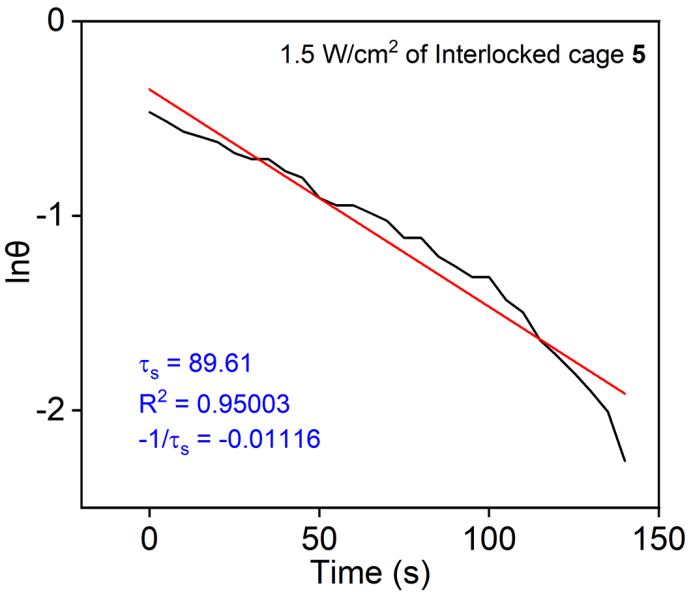 1.5 W/cm² of Interlocked cage 5
0
-1
-2
lnθ
τs = 89.61
R² = 0.95003
-1/τs = -0.01116
0 50 100 150
Time (s)